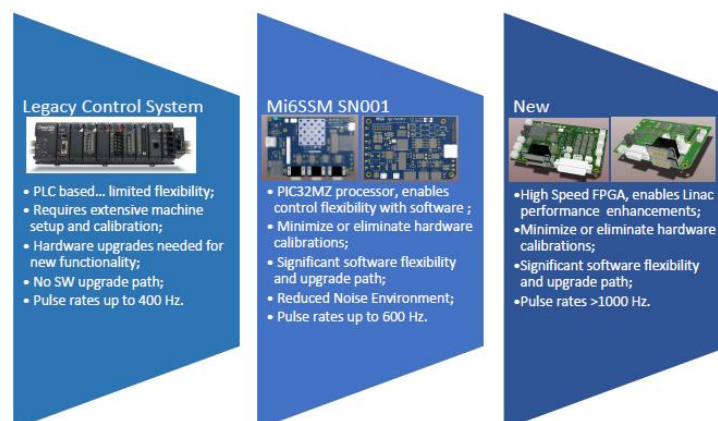 Legacy Control System
• PLC based... limited flexibility;
• Requires extensive machine
setup and calibration;
• Hardware upgrades needed for
new functionality;
• No SW upgrade path;
• Pulse rates up to 400 Hz.
Mi6SSM SN001
• PIC32MZ processor, enables
control flexibility with software ;
• Minimize or eliminate hardware
calibrations;
• Significant software flexibility
and upgrade path;
• Reduced Noise Environment;
• Pulse rates up to 600 Hz.
New
•High Speed FPGA, enables Linac
performance enhancements;
•Minimize or eliminate hardware
calibrations;
•Significant software flexibility
and upgrade path;
•Pulse rates >1000 Hz.